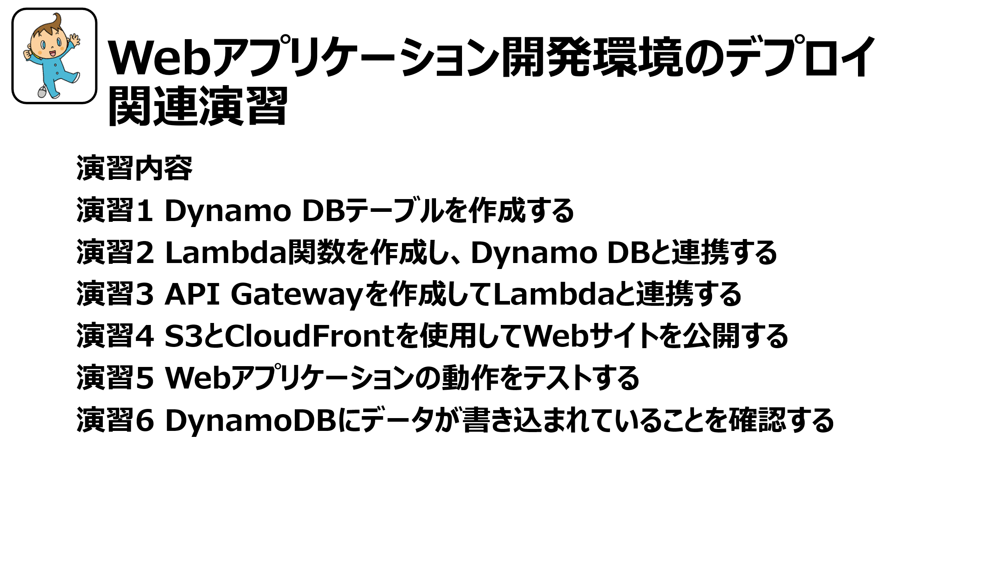 Webアプリケーション開発環境のデプロイ
関連演習
演習内容
演習1 Dynamo DBテーブルを作成する
演習2 Lambda関数を作成し、Dynamo DBと連携する
演習3 API Gatewayを作成してLambdaと連携する
演習4 S3とCloudFrontを使用してWebサイトを公開する
演習5 Webアプリケーションの動作をテストする
演習6 DynamoDBにデータが書き込まれていることを確認する